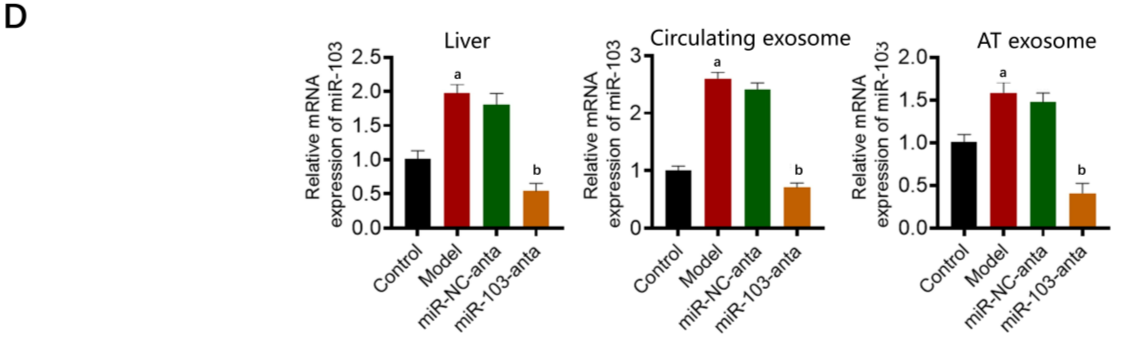 D
Liver
Relative mRNA
expression of miR-103
2.5
2.0
1.5
1.0
0.5
0.0
a
b
Control
Model
miR-NC-anta
miR-103-anta
Circulating exosome
Relative mRNA
expression of miR-103
3
2
1
0
a
b
Control
Model
miR-NC-anta
miR-103-anta
AT exosome
Relative mRNA
expression of miR-103
2.0
1.5
1.0
0.5
0.0
a
b
Control
Model
miR-NC-anta
miR-103-anta